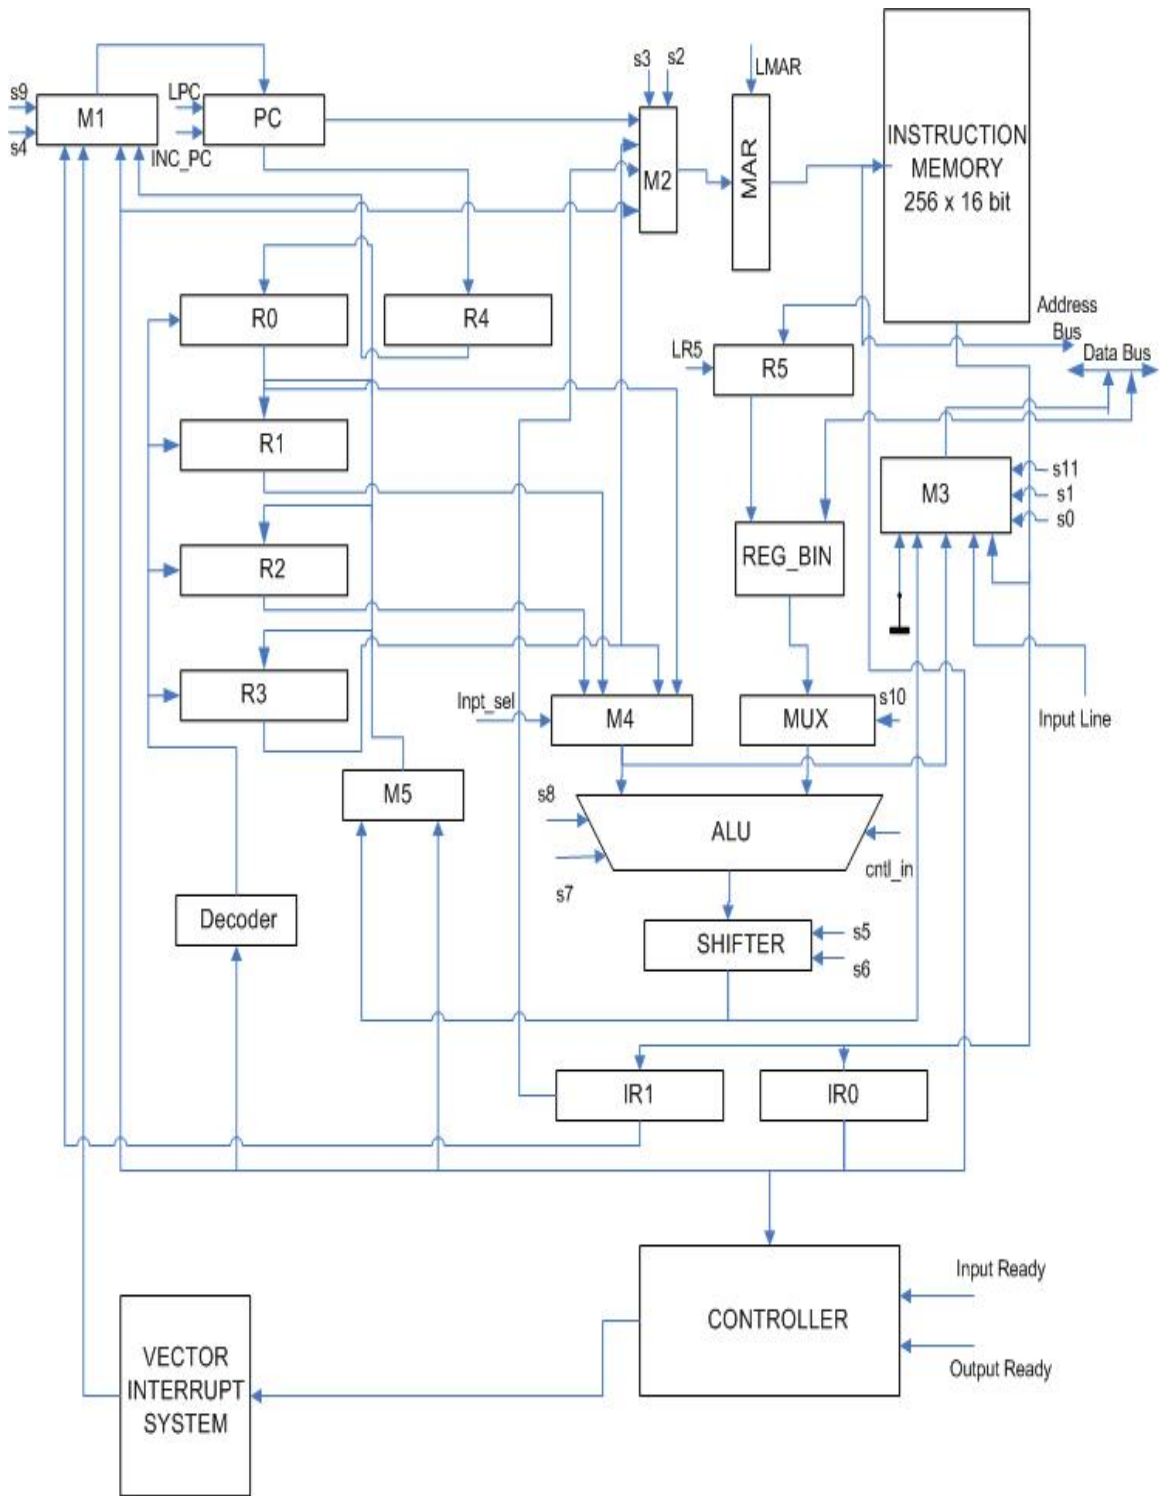 s3
s2
LMAR
s9
M1
s4
LPC
PC
INC_PC
M2
MAR
INSTRUCTION
MEMORY
256 x 16 bit
R0
R4
Address
Bus
Data Bus
LR5
R5
R1
M3
s11
s1
s0
R2
REG_BIN
R3
Inpt_sel
M4
MUX
s10
Input Line
M5
s8
ALU
s7
cntl_in
Decoder
SHIFTER
s5
s6
IR1
IR0
CONTROLLER
Input Ready
Output Ready
VECTOR
INTERRUPT
SYSTEM